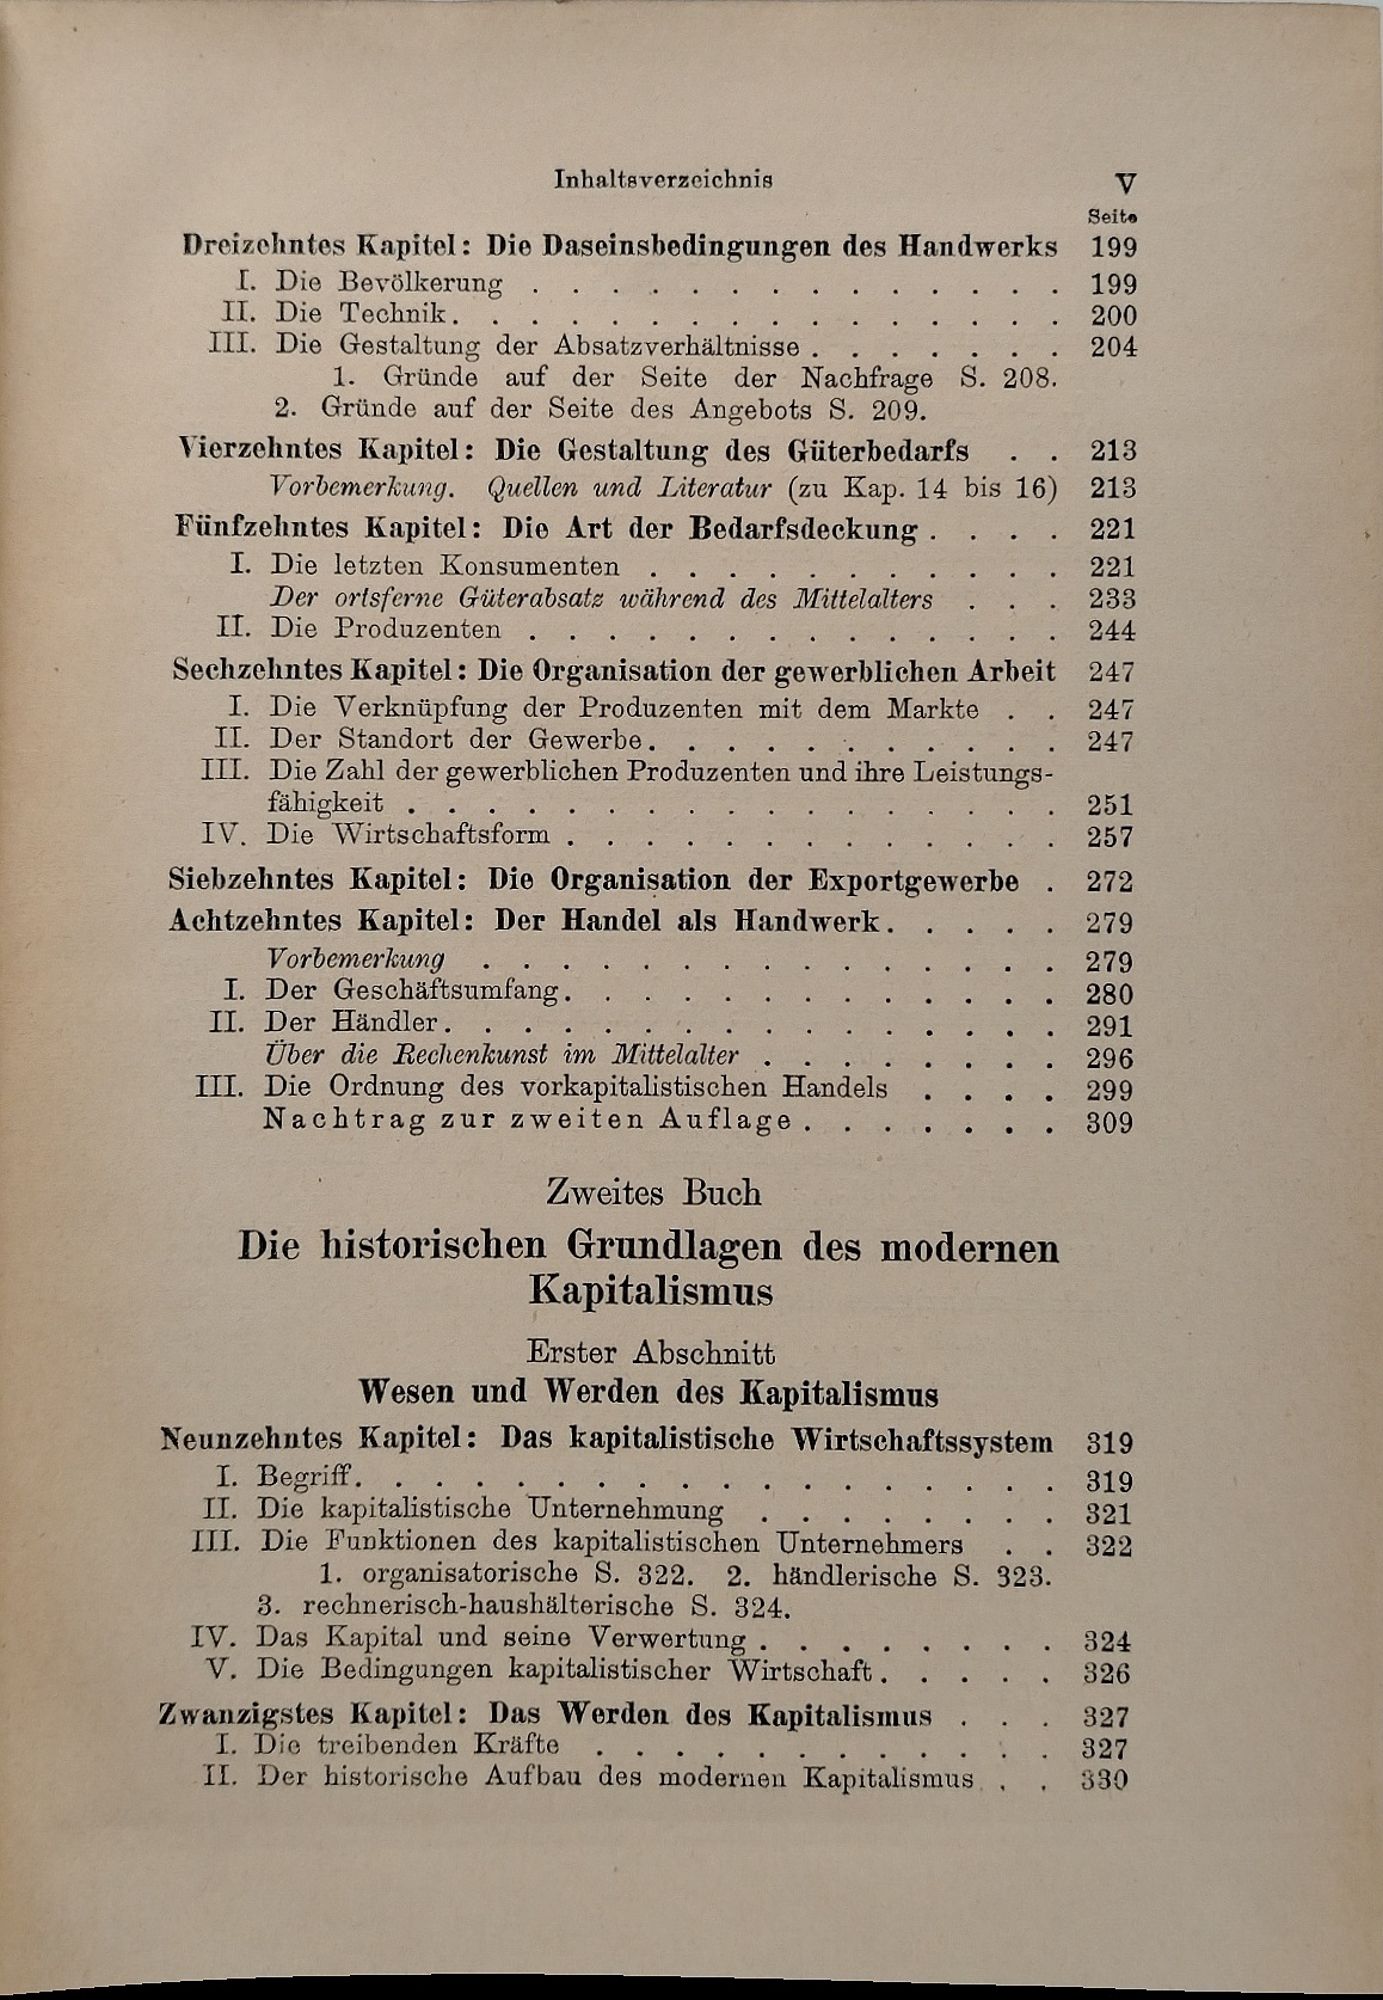 Inhaltsverzeichnis V
Seite
Dreizehntes Kapitel: Die Daseinsbedingungen des Handwerks 199
I. Die Bevölkerung . . . . . . . . . . . . . . 199
II. Die Technik. . . . . . . . . . . . . . . . 200
III. Die Gestaltung der Absatzverhältnisse . . . . . . . 204
1. Gründe auf der Seite der Nachfrage S. 208.
2. Gründe auf der Seite des Angebots S. 209.
Vierzehntes Kapitel: Die Gestaltung des Güterbedarfs . . 213
Vorbemerkung. Quellen und Literatur (zu Kap. 14 bis 16) 213
Fünfzehntes Kapitel: Die Art der Bedarfsdeckung . . . . 221
I. Die letzten Konsumenten . . . . . . . . . . . 221
Der ortsferne Güterabsatz während des Mittelalters . . . 233
II. Die Produzenten . . . . . . . . . . . . . . 244
Sechzehntes Kapitel: Die Organisation der gewerblichen Arbeit 247
I. Die Verknüpfung der Produzenten mit dem Markte . . 247
II. Der Standort der Gewerbe. . . . . . . . . . . 247
III. Die Zahl der gewerblichen Produzenten und ihre Leistungs-
fähigkeit . . . . . . . . . . . . . . . . . 251
IV. Die Wirtschaftsform . . . . . . . . . . . . . 257
Siebzehntes Kapitel: Die Organisation der Exportgewerbe . 272
Achtzehntes Kapitel: Der Handel als Handwerk. . . . . 279
Vorbemerkung . . . . . . . . . . . . . . . 279
I. Der Geschäftsumfang. . . . . . . . . . . . . 280
II. Der Händler. . . . . . . . . . . . . . . . 291
Über die Rechenkunst im Mittelalter . . . . . . . . 296
III. Die Ordnung des vorkapitalistischen Handels . . . . 299
Nachtrag zur zweiten Auflage . . . . . . . 309
Zweites Buch
Die historischen Grundlagen des modernen
Kapitalismus
Erster Abschnitt
Wesen und Werden des Kapitalismus
Neunzehntes Kapitel: Das kapitalistische Wirtschaftssystem 319
I. Begriff. . . . . . . . . . . . . . . . . . 319
II. Die kapitalistische Unternehmung . . . . . . . . 321
III. Die Funktionen des kapitalistischen Unternehmers . . 322
1. organisatorische S. 322. 2. händlerische S. 323.
3. rechnerisch-haushälterische S. 324.
IV. Das Kapital und seine Verwertung . . . . . . . . 324
V. Die Bedingungen kapitalistischer Wirtschaft. . . . . 326
Zwanzigstes Kapitel: Das Werden des Kapitalismus . . . 327
I. Die treibenden Kräfte . . . . . . . . . . . . 327
II. Der historische Aufbau des modernen Kapitalismus . . 330